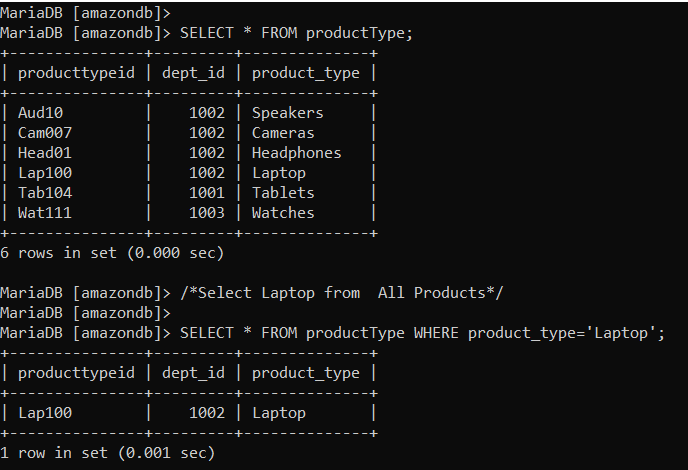 MariaDB [amazondb]>
MariaDB [amazondb]> SELECT * FROM productType;
+---------------+---------+--------------+
| producttypeid | dept_id | product_type |
+---------------+---------+--------------+
| Aud10         |    1002 | Speakers     |
| Cam007        |    1002 | Cameras      |
| Head01        |    1002 | Headphones   |
| Lap100        |    1002 | Laptop       |
| Tab104        |    1001 | Tablets      |
| Wat111        |    1003 | Watches      |
+---------------+---------+--------------+
6 rows in set (0.000 sec)

MariaDB [amazondb]> /*Select Laptop from  All Products*/
MariaDB [amazondb]>
MariaDB [amazondb]> SELECT * FROM productType WHERE product_type='Laptop';
+---------------+---------+--------------+
| producttypeid | dept_id | product_type |
+---------------+---------+--------------+
| Lap100        |    1002 | Laptop       |
+---------------+---------+--------------+
1 row in set (0.001 sec)